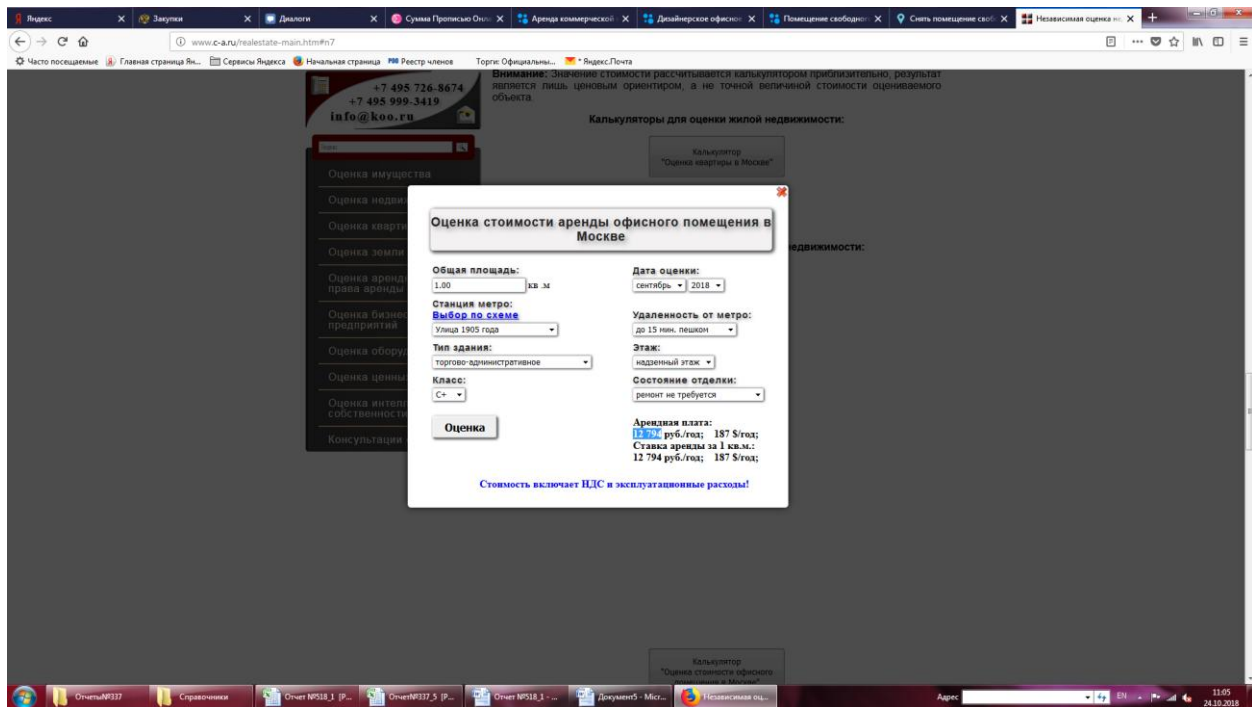 Яндекс
Закупки
Диалоги
Сумма Прописью Онл
Аренда коммерческой
Дизайнерское офисное
Помещение свободног
Снять помещение своб
Независимая оценка не
www.c-a.ru/realestate-main.htm#n7
Часто посещаемые
Главная страница Ян...
Сервисы Яндекса
Начальная страница
Реестр членов
Торги: Официальны...
* Яндекс.Почта
+7 495 726-8674
+7 495 999-3419
info@koo.ru
Внимание: Значение стоимости рассчитывается калькулятором приблизительно, результат
является лишь ценовым ориентиром, а не точной величиной стоимости оцениваемого
объекта.
Калькуляторы для оценки жилой недвижимости:
Калькулятор
"Оценка квартиры в Москве"
Оценка имущества
Оценка недвиж
Оценка кварти
Оценка земли
Оценка аренд
права аренды
Оценка бизнес
предприятий
Оценка оборуд
Оценка ценны
Оценка интелл
собственности
Консультации
едвижимости:
Оценка стоимости аренды офисного помещения в
Москве
Общая площадь:
1.00 кв .м
Дата оценки:
сентябрь 2018
Станция метро:
Выбор по схеме
Улица 1905 года
Удаленность от метро:
до 15 мин. пешком
Тип здания:
торгово-административное
Этаж:
надземный этаж
Класс:
C+
Состояние отделки:
ремонт не требуется
Оценка
Арендная плата:
12 794 руб./год; 187 $/год;
Ставка аренды за 1 кв.м.:
12 794 руб./год; 187 $/год;
Стоимость включает НДС и эксплуатационные расходы!
Калькулятор
"Оценка стоимости офисного
помещения в Москве"
Отчеты№337
Справочники
Отчет №518_1 [Р...
Отчет№337_5 [Р...
Отчет №518_1 - ...
Документ5 - Micr...
Независимая оц...
Адрес
EN
11:05
24.10.2018